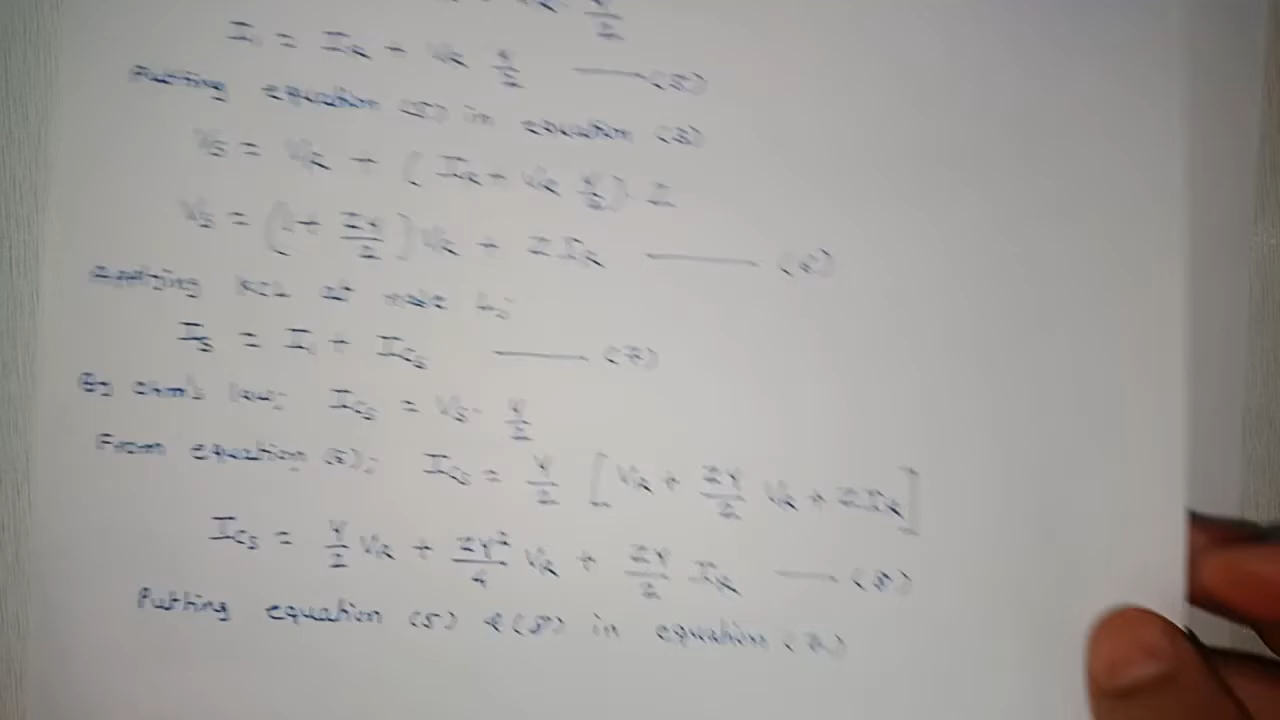 I₁ = I_R + V_R Y/2 ——(5)
Putting equation (5) in equation (3)
V_S = V_R + (I_R + V_R Y/2) · Z
V_S = (1 + ZY/2) V_R + Z I_R —— (6)
Applying KCL at node
I_S = I₁ + I_CS —— (7)
By ohm's law; I_CS = V_S · Y/2
From equation (6); I_CS = Y/2 [V_R + ZY/2 V_R + Z I_R]
I_CS = Y/2 V_R + ZY²/4 V_R + ZY/2 I_R —— (8)
Putting equation (5) & (8) in equation (7)